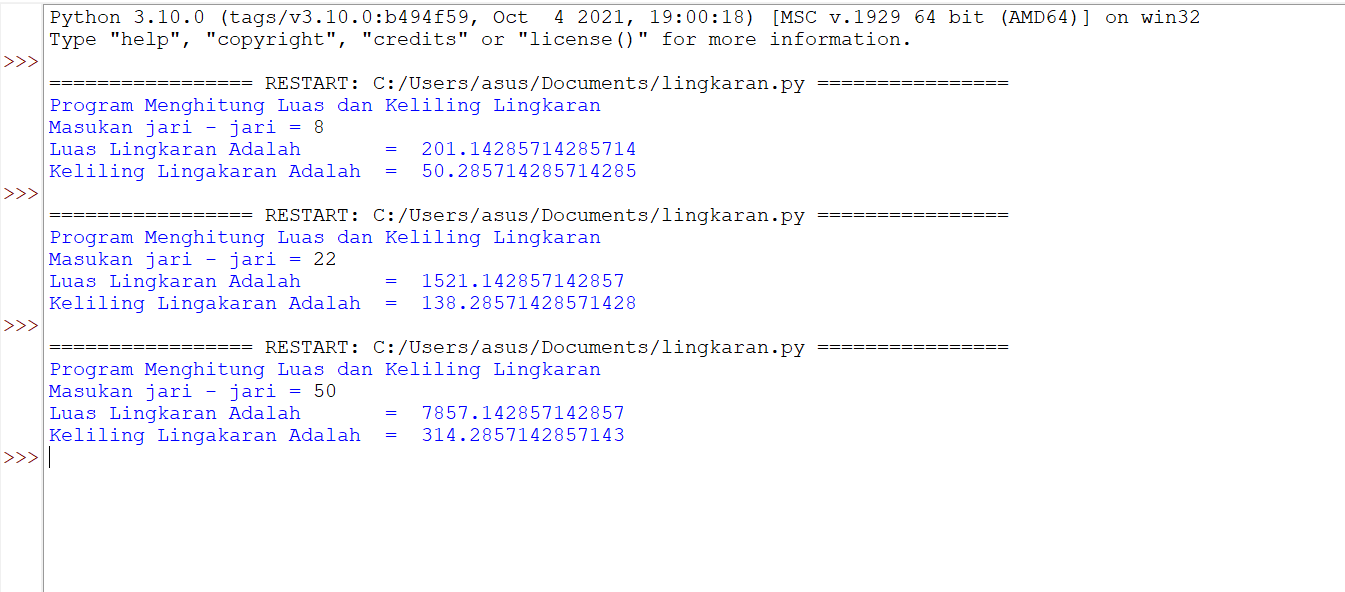 Python 3.10.0 (tags/v3.10.0:b494f59, Oct  4 2021, 19:00:18) [MSC v.1929 64 bit (AMD64)] on win32
Type "help", "copyright", "credits" or "license()" for more information.
>>>
================= RESTART: C:/Users/asus/Documents/lingkaran.py ================
Program Menghitung Luas dan Keliling Lingkaran
Masukan jari - jari = 8
Luas Lingkaran Adalah       =  201.14285714285714
Keliling Lingakaran Adalah  =  50.285714285714285
>>>
================= RESTART: C:/Users/asus/Documents/lingkaran.py ================
Program Menghitung Luas dan Keliling Lingkaran
Masukan jari - jari = 22
Luas Lingkaran Adalah       =  1521.142857142857
Keliling Lingakaran Adalah  =  138.28571428571428
>>>
================= RESTART: C:/Users/asus/Documents/lingkaran.py ================
Program Menghitung Luas dan Keliling Lingkaran
Masukan jari - jari = 50
Luas Lingkaran Adalah       =  7857.142857142857
Keliling Lingakaran Adalah  =  314.2857142857143
>>>